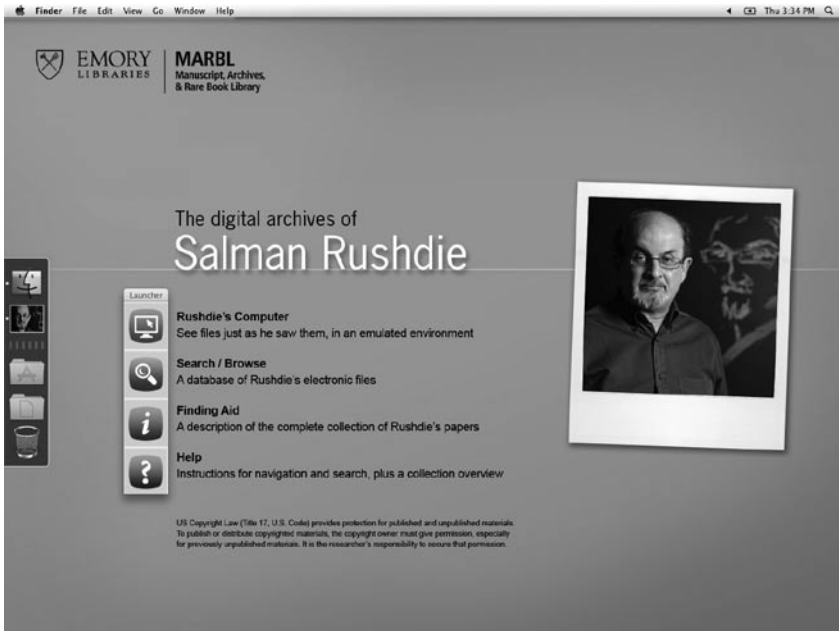 Finder File Edit View Go Window Help
Thu 3:34 PM
EMORY
LIBRARIES
MARBL
Manuscript, Archives,
& Rare Book Library
The digital archives of
Salman Rushdie
Launcher
Rushdie's Computer
See files just as he saw them, in an emulated environment
Search / Browse
A database of Rushdie's electronic files
Finding Aid
A description of the complete collection of Rushdie's papers
Help
Instructions for navigation and search, plus a collection overview
US Copyright Law (Title 17, U.S. Code) provides protection for published and unpublished materials.
To publish or distribute copyrighted materials, the copyright owner must give permission, especially
for previously unpublished materials. It is the researcher's responsibility to secure that permission.